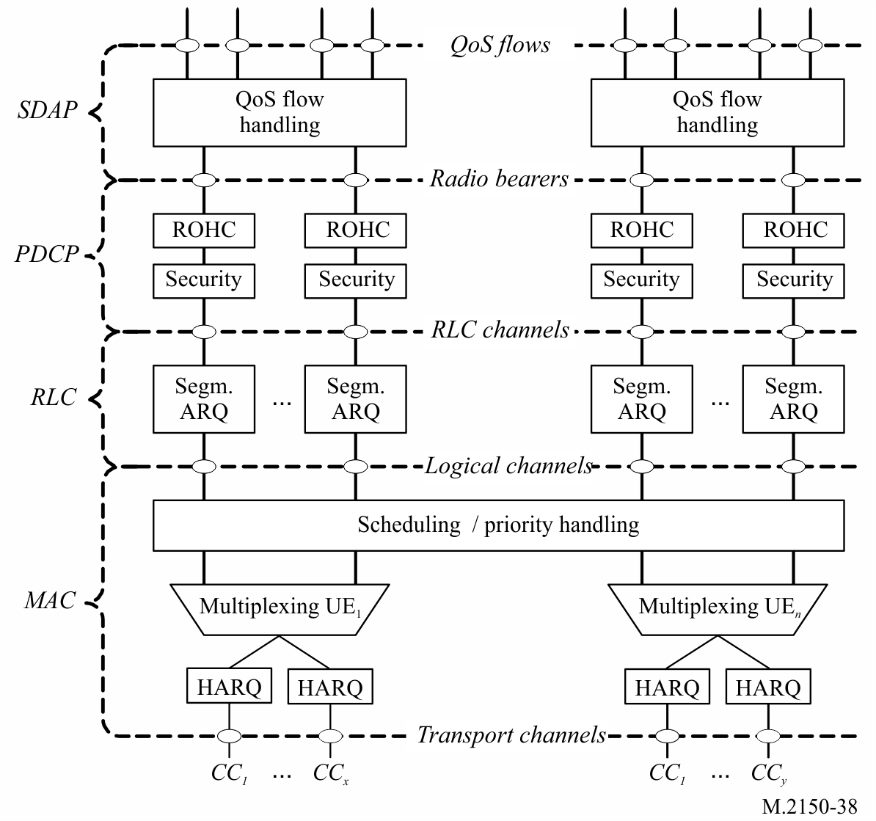 QoS flows
SDAP
QoS flow
handling
QoS flow
handling
Radio bearers
PDCP
ROHC ROHC ROHC ROHC
Security Security Security Security
RLC channels
RLC
Segm.
ARQ
...
Segm.
ARQ
Segm.
ARQ
...
Segm.
ARQ
Logical channels
Scheduling / priority handling
MAC
Multiplexing UE1 Multiplexing UEn
HARQ HARQ HARQ HARQ
Transport channels
CC1 ... CCx CC1 ... CCy
M.2150-38